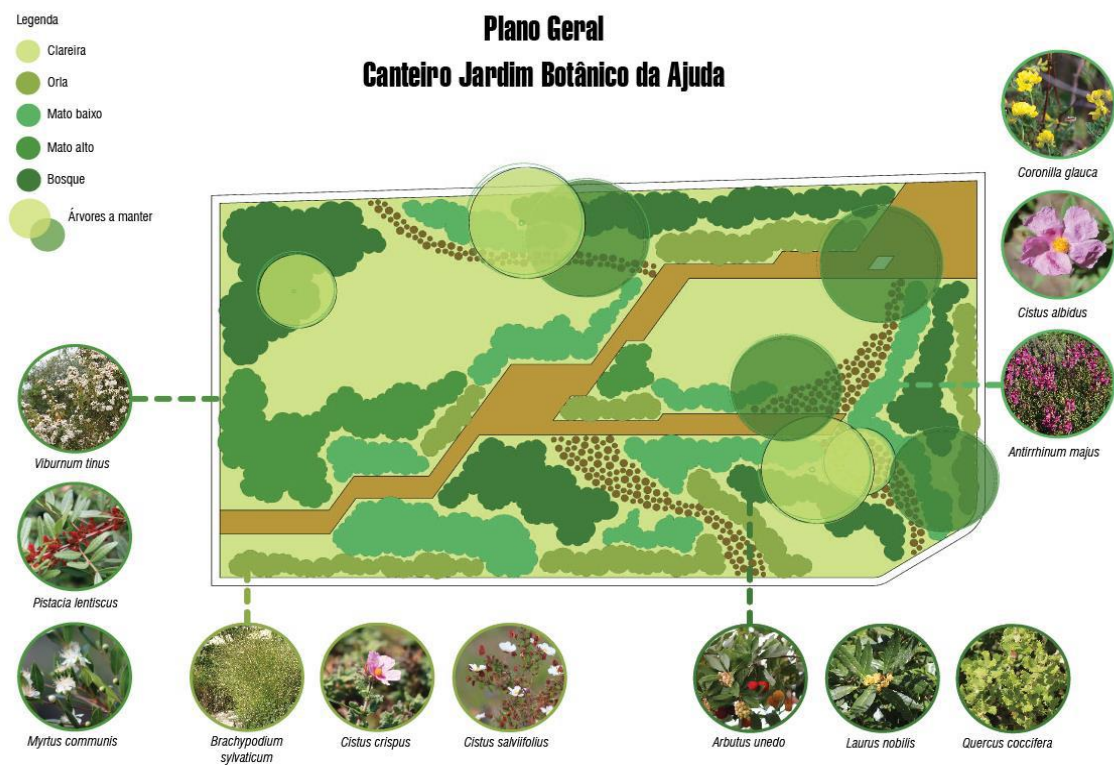 Plano Geral
Canteiro Jardim Botânico da Ajuda
Legenda
Clareira
Orla
Mato baixo
Mato alto
Bosque
Árvores a manter
Coronilla glauca
Cistus albidus
Antirrhinum majus
Viburnum tinus
Pistacia lentiscus
Myrtus communis
Brachypodium
sylvaticum
Cistus crispus
Cistus salviifolius
Arbutus unedo
Laurus nobilis
Quercus coccifera